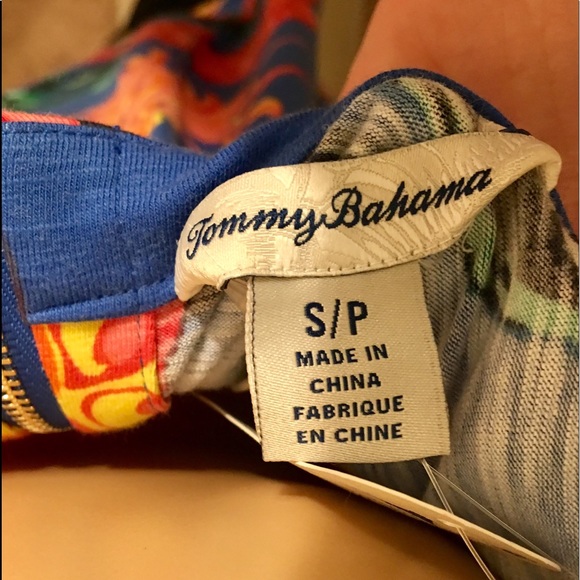 Tommy Bahama
S/P
MADE IN
CHINA
FABRIQUE
EN CHINE